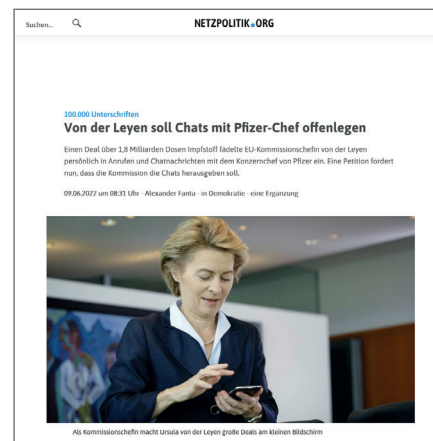 Suchen...
NETZPOLITIK.ORG
100.000 Unterschriften
Von der Leyen soll Chats mit Pfizer-Chef offenlegen
Einen Deal über 1,8 Milliarden Dosen Impfstoff fädelte EU-Kommissionschefin von der Leyen
persönlich in Anrufen und Chatnachrichten mit dem Konzernchef von Pfizer ein. Eine Petition fordert
nun, dass die Kommission die Chats herausgeben soll.
09.06.2022 um 08:31 Uhr - Alexander Fanta - in Demokratie - eine Ergänzung
Als Kommissionschefin macht Ursula von der Leyen große Deals am kleinen Bildschirm